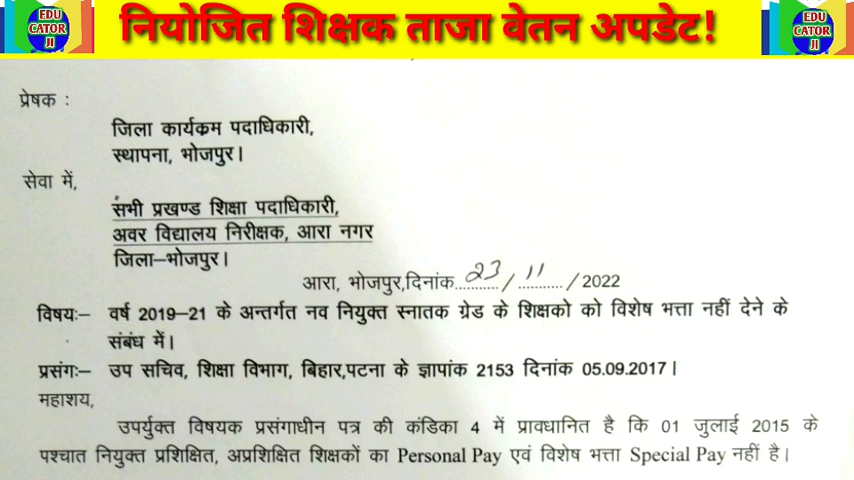 EDU
CATOR
JI
नियोजित शिक्षक ताजा वेतन अपडेट!
EDU
CATOR
JI
प्रेषक :
जिला कार्यक्रम पदाधिकारी,
स्थापना, भोजपुर।
सेवा में,
सभी प्रखण्ड शिक्षा पदाधिकारी,
अवर विद्यालय निरीक्षक, आरा नगर
जिला–भोजपुर।
आरा, भोजपुर,दिनांक...23.../...11.../2022
विषयः– वर्ष 2019–21 के अन्तर्गत नव नियुक्त स्नातक ग्रेड के शिक्षको को विशेष भत्ता नहीं देने के
संबंध में।
प्रसंगः– उप सचिव, शिक्षा विभाग, बिहार,पटना के ज्ञापांक 2153 दिनांक 05.09.2017।
महाशय,
उपर्युक्त विषयक प्रसंगाधीन पत्र की कंडिका 4 में प्रावधानित है कि 01 जुलाई 2015 के
पश्चात नियुक्त प्रशिक्षित, अप्रशिक्षित शिक्षकों का Personal Pay एवं विशेष भत्ता Special Pay नहीं है।